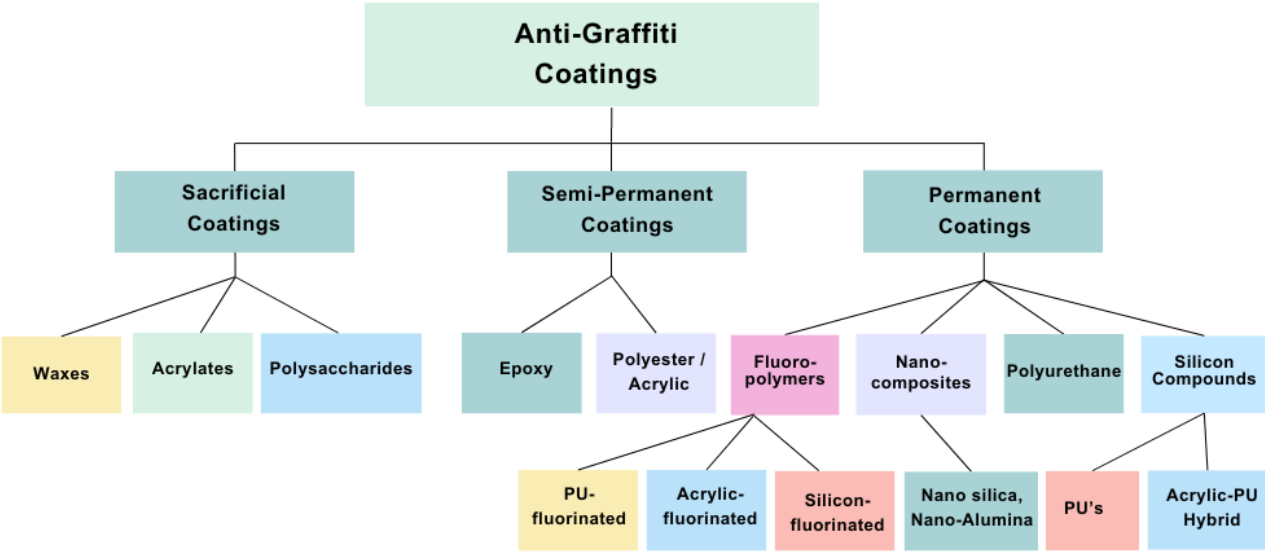 Anti-Graffiti
Coatings
Sacrificial
Coatings
Semi-Permanent
Coatings
Permanent
Coatings
Waxes
Acrylates
Polysaccharides
Epoxy
Polyester /
Acrylic
Fluoro-
polymers
Nano-
composites
Polyurethane
Silicon
Compounds
PU-
fluorinated
Acrylic-
fluorinated
Silicon-
fluorinated
Nano silica,
Nano-Alumina
PU's
Acrylic-PU
Hybrid